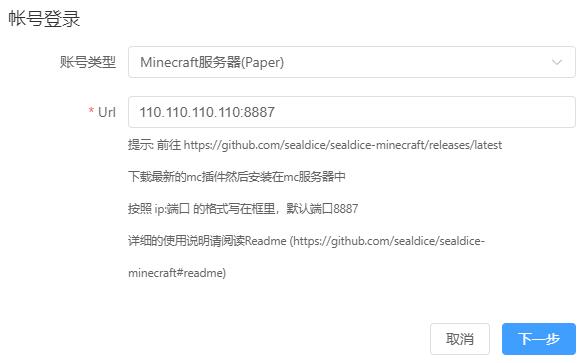 帐号登录
账号类型 Minecraft服务器(Paper)
* Url 110.110.110.110:8887
提示: 前往 https://github.com/sealdice/sealdice-minecraft/releases/latest
下载最新的mc插件然后安装在mc服务器中
按照 ip:端口 的格式写在框里，默认端口8887
详细的使用说明请阅读Readme (https://github.com/sealdice/sealdice-
minecraft#readme)
取消 下一步